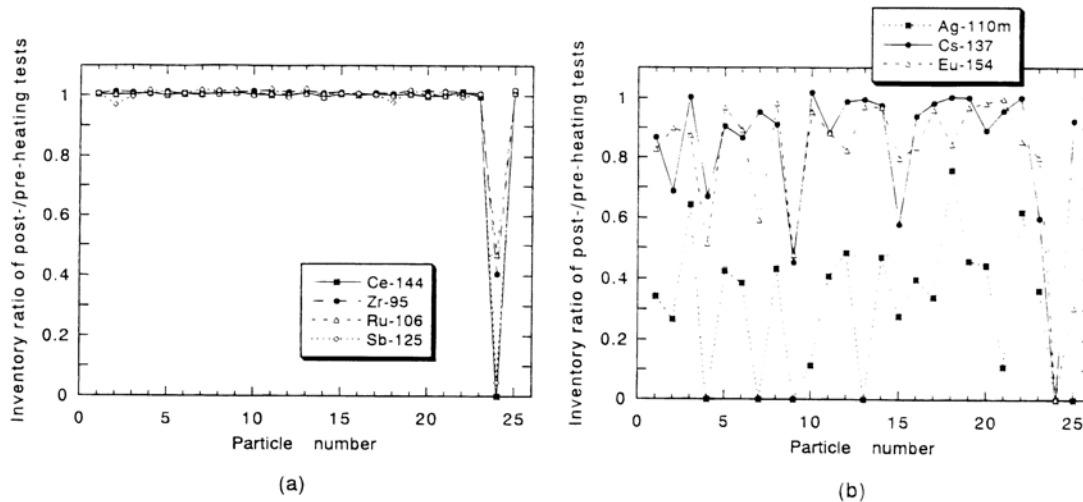 Inventory ratio of post-/pre-heating tests
1
0.8
0.6
0.4
0.2
0
Ce-144
Zr-95
Ru-106
Sb-125
0 5 10 15 20 25
Particle number
(a)
Ag-110m
Cs-137
Eu-154
Inventory ratio of post-/pre-heating tests
1
0.8
0.6
0.4
0.2
0
0 5 10 15 20 25
Particle number
(b)